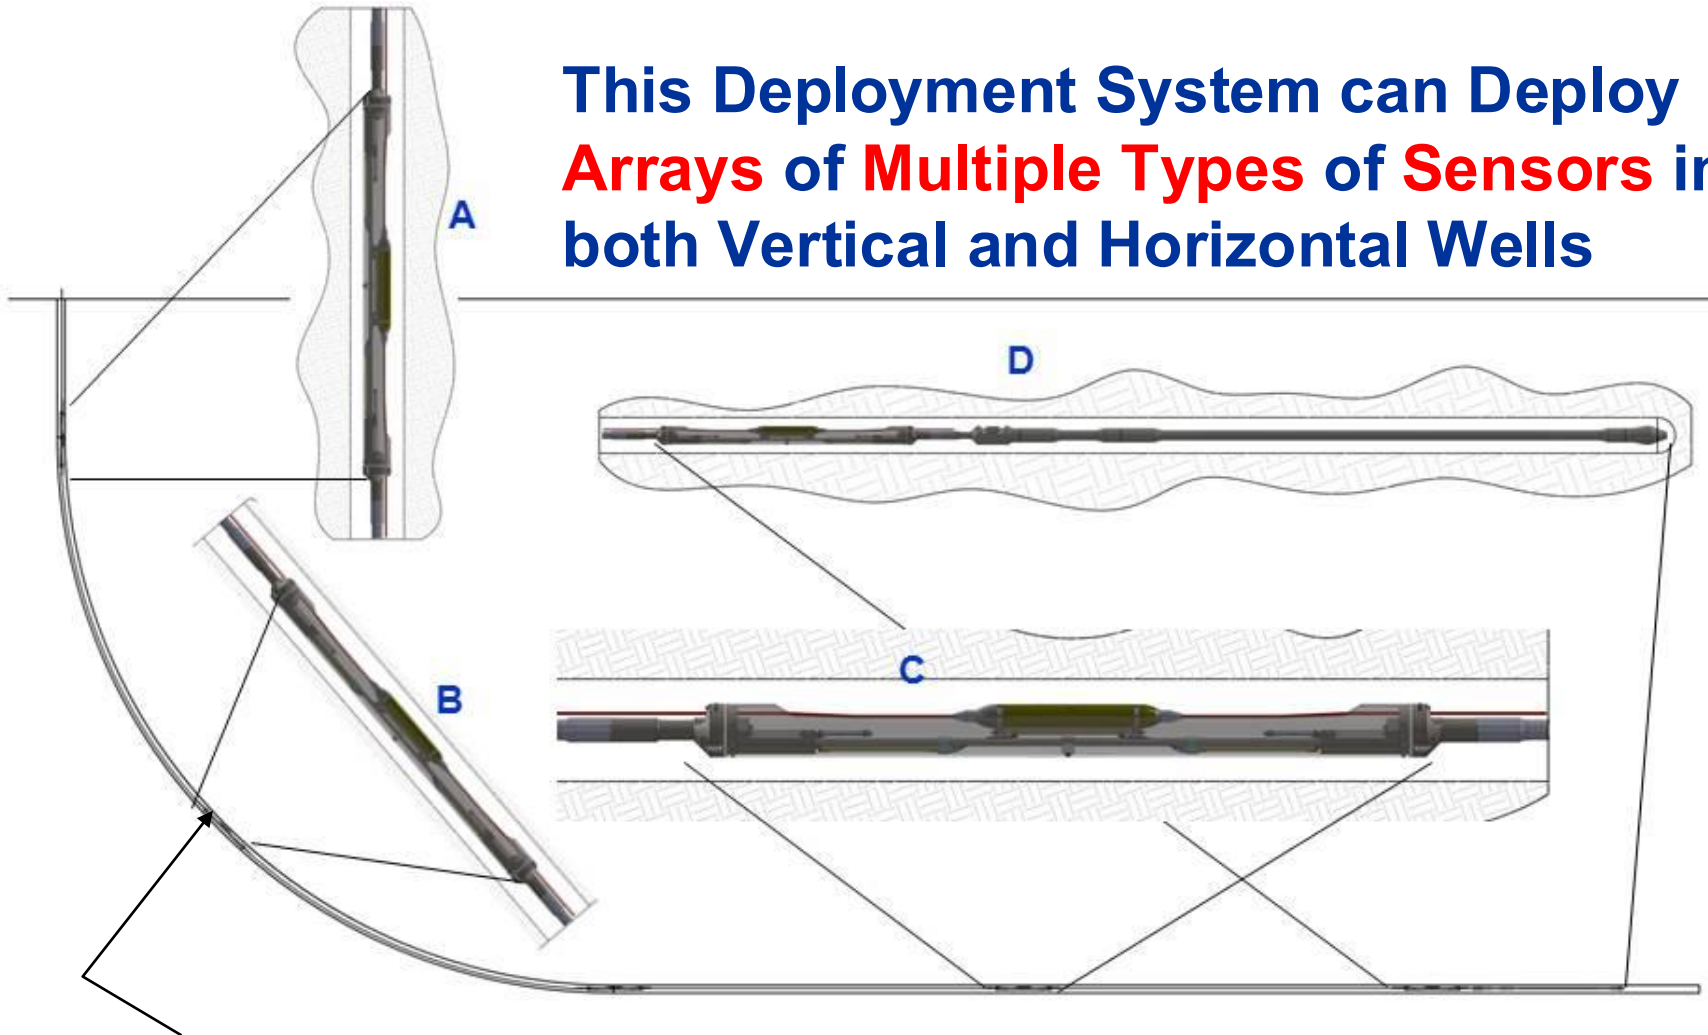 This Deployment System can Deploy
Arrays of Multiple Types of Sensors in
both Vertical and Horizontal Wells
A
D
B
C